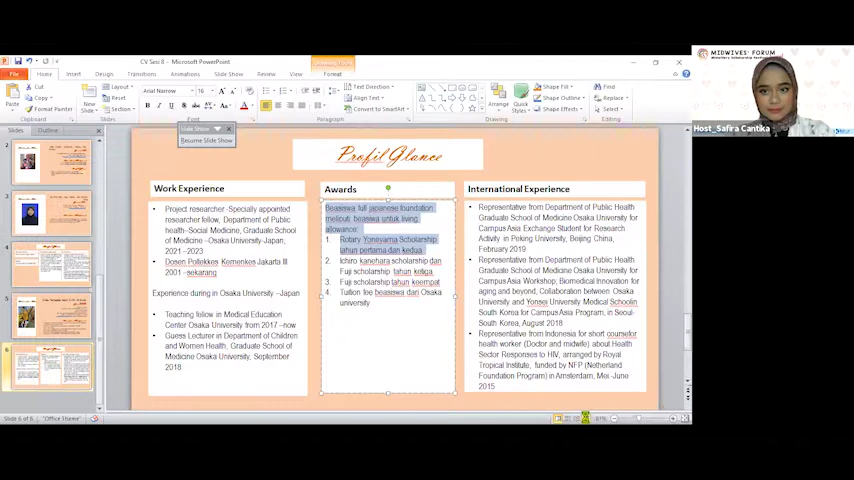 CV Sesi 8 - Microsoft PowerPoint
Drawing Tools
File Home Insert Design Transitions Animations Slide Show Review View Format
Paste
Cut
Copy
Format Painter
Clipboard
New Slide
Layout
Reset
Section
Slides
16
B I U S
Font
Paragraph
Text Direction
Align Text
Convert to SmartArt
Arrange
Quick Styles
Shape Fill
Shape Outline
Shape Effects
Drawing
Find
Replace
Select
Editing
Slides Outline
Slide Show
Resume Slide Show
2
3
4
5
6
Profil Glance
Work Experience
• Project researcher -Specially appointed
researcher fellow, Department of Public
health–Social Medicine, Graduate School
of Medicine –Osaka University-Japan,
2021 –2023
• Dosen Poltekkes Kemenkes Jakarta III
2001 –sekarang
Experience during in Osaka University –Japan
• Teaching fellow in Medical Education
Center Osaka University from 2017 –now
• Guess Lecturer in Department of Children
and Women Health, Graduate School of
Medicine Osaka University, September
2018
Awards
Beasiswa full japanese foundation
meliputi beasiswa untuk living
allowance:
1. Rotary Yoneyama Scholarship
tahun pertama dan kedua
2. Ichiro kanehara scholarship dan
Fuji scholarship tahun ketiga
3. Fuji scholarship tahun keempat
4. Tuition fee beasiswa dari Osaka
university
International Experience
• Representative from Department of Public Health
Graduate School of Medicine Osaka University for
Campus Asia Exchange Student for Research
Activity in Peking University, Beijing China,
February 2019
• Representative from Department of Public Health
Graduate School of Medicine Osaka University for
Campus Asia Workshop; Biomedical Innovation for
aging and beyond, Collaboration between Osaka
University and Yonsei University Medical Schoolin
South Korea for Campus Asia Program, in Seoul-
South Korea, August 2018
• Representative from Indonesia for short coursefor
health worker (Doctor and midwife) about Health
Sector Responses to HIV, arranged by Royal
Tropical Institute, funded by NFP (Netherland
Foundation Program) in Amsterdam, Mei -June
2015
Slide 6 of 6 "Office Theme"
MIDWIVES' FORUM
Host_Safira Cantika